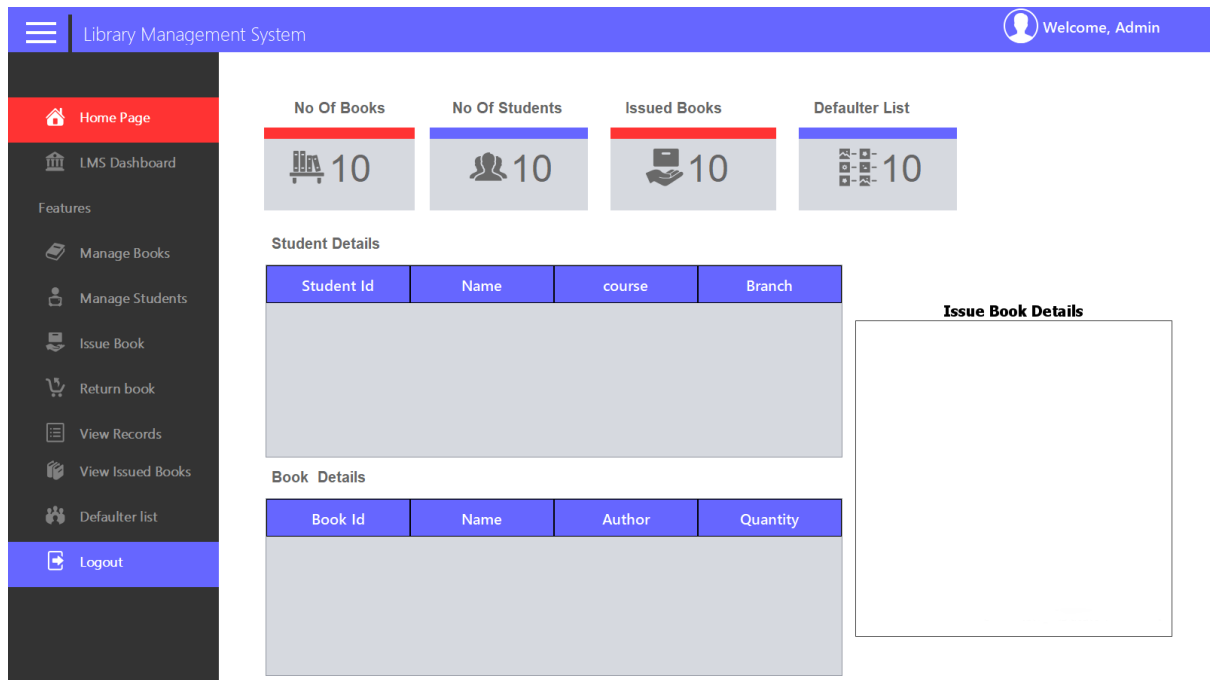 Library Management System
Welcome, Admin
Home Page
LMS Dashboard
Features
Manage Books
Manage Students
Issue Book
Return book
View Records
View Issued Books
Defaulter list
Logout
No Of Books No Of Students Issued Books Defaulter List
10 10 10 10
Student Details
Student Id Name course Branch
Issue Book Details
Book Details
Book Id Name Author Quantity